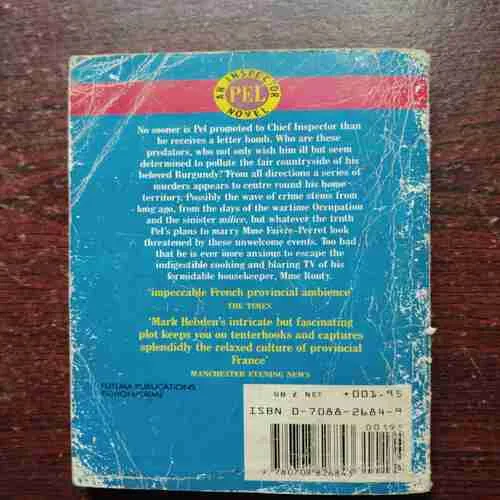 AN INSPECTOR
PEL
NOVEL
No sooner is Pel promoted to Chief Inspector than
he receives a letter bomb. Who are these
predators, who not only wish him ill but seem
determined to pollute the fair countryside of his
beloved Burgundy? From all directions a series of
murders appears to centre round his home
territory. Possibly the wave of crime stems from
long ago, from the days of the wartime Occupation
and the sinister milice, but whatever the truth
Pel's plans to marry Mme Faivre-Perret look
threatened by these unwelcome events. Too bad
that he is ever more anxious to escape the
indigestible cooking and blaring TV of his
formidable housekeeper, Mme Routy.
'impeccable French provincial ambience'
THE TIMES
'Mark Hebden's intricate but fascinating
plot keeps you on tenterhooks and captures
splendidly the relaxed culture of provincial
France'
MANCHESTER EVENING NEWS
FUTURA PUBLICATIONS
FICTION/CRIME
GB £ NET +001.95
ISBN 0-7088-2684-9
00195
9 780708 826843